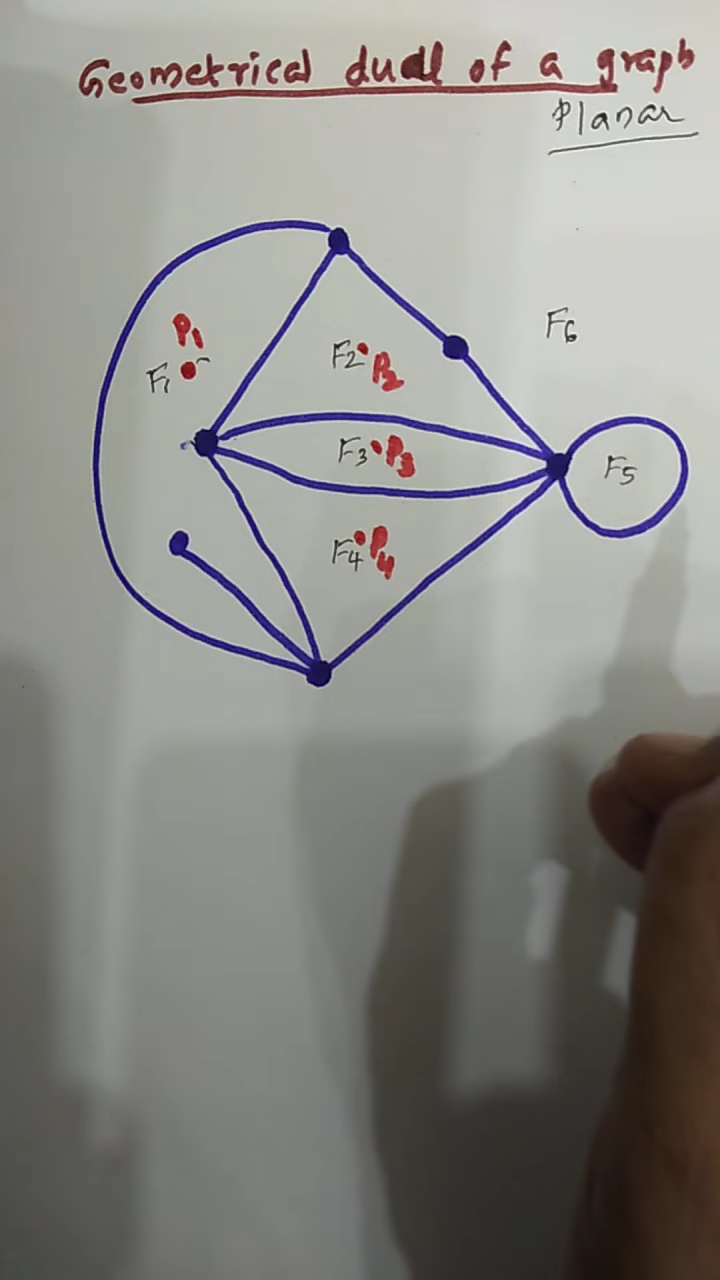 Geometrical dual of a graph
Planar
F6
P1
F1
F2 P2
F3 P3
F5
F4 P4